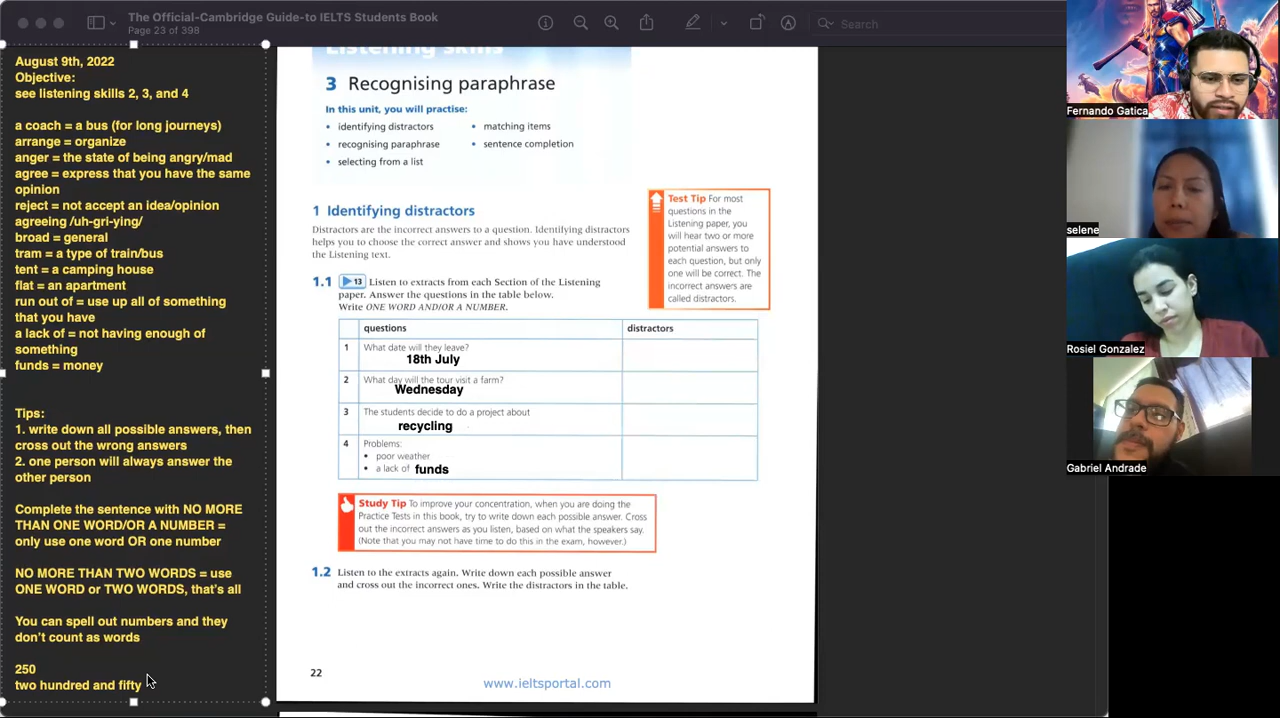 The Official-Cambridge Guide-to IELTS Students Book
Page 23 of 398
Search
August 9th, 2022
Objective:
see listening skills 2, 3, and 4
a coach = a bus (for long journeys)
arrange = organize
anger = the state of being angry/mad
agree = express that you have the same
opinion
reject = not accept an idea/opinion
agreeing /uh-gri-ying/
broad = general
tram = a type of train/bus
tent = a camping house
flat = an apartment
run out of = use up all of something
that you have
a lack of = not having enough of
something
funds = money
Tips:
1. write down all possible answers, then
cross out the wrong answers
2. one person will always answer the
other person
Complete the sentence with NO MORE
THAN ONE WORD/OR A NUMBER =
only use one word OR one number
NO MORE THAN TWO WORDS = use
ONE WORD or TWO WORDS, that's all
You can spell out numbers and they
don't count as words
250
two hundred and fifty
Listening skills
3 Recognising paraphrase
In this unit, you will practise:
• identifying distractors
• recognising paraphrase
• selecting from a list
• matching items
• sentence completion
1 Identifying distractors
Distractors are the incorrect answers to a question. Identifying distractors
helps you to choose the correct answer and shows you have understood
the Listening text.
Test Tip For most
questions in the
Listening paper, you
will hear two or more
potential answers to
each question, but only
one will be correct. The
incorrect answers are
called distractors.
1.1 13 Listen to extracts from each Section of the Listening
paper. Answer the questions in the table below.
Write ONE WORD AND/OR A NUMBER.
questions distractors
1 What date will they leave?
18th July
2 What day will the tour visit a farm?
Wednesday
3 The students decide to do a project about
recycling
4 Problems:
• poor weather
• a lack of funds
Study Tip To improve your concentration, when you are doing the
Practice Tests in this book, try to write down each possible answer. Cross
out the incorrect answers as you listen, based on what the speakers say.
(Note that you may not have time to do this in the exam, however.)
1.2 Listen to the extracts again. Write down each possible answer
and cross out the incorrect ones. Write the distractors in the table.
22
www.ieltsportal.com
Fernando Gatica
selene
Rosiel Gonzalez
Gabriel Andrade